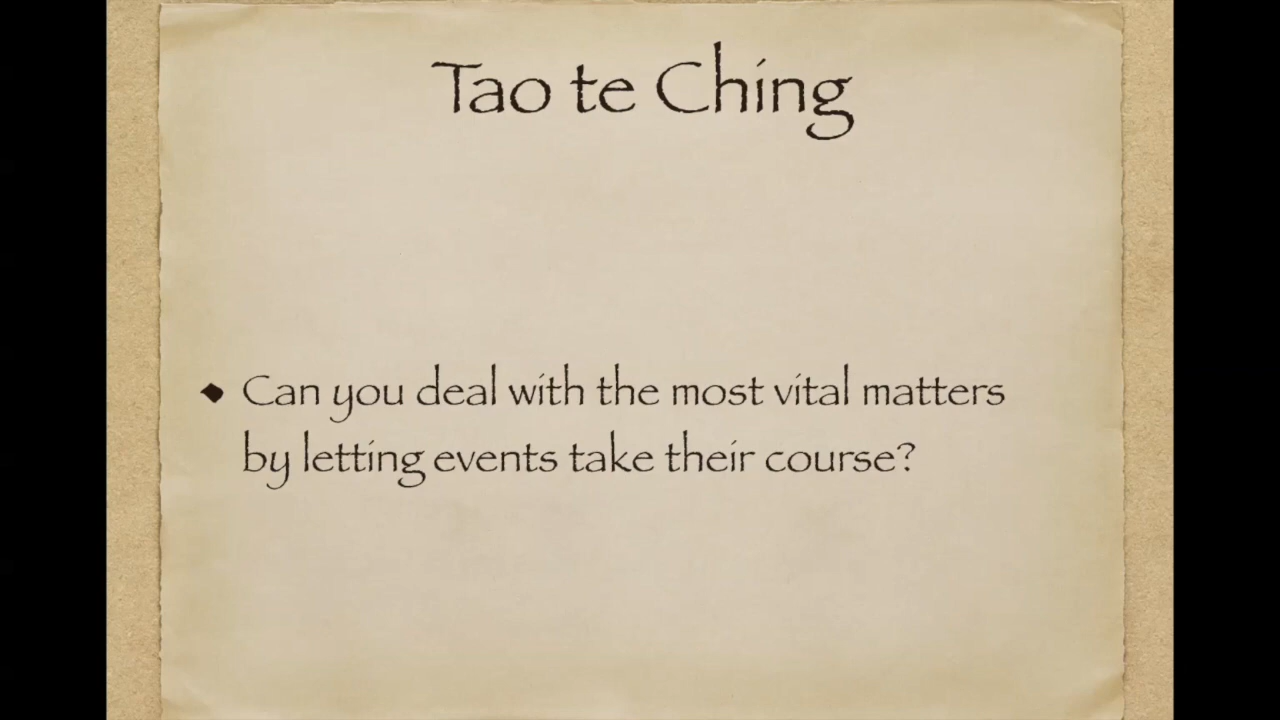 Tao te Ching
Can you deal with the most vital matters
by letting events take their course?